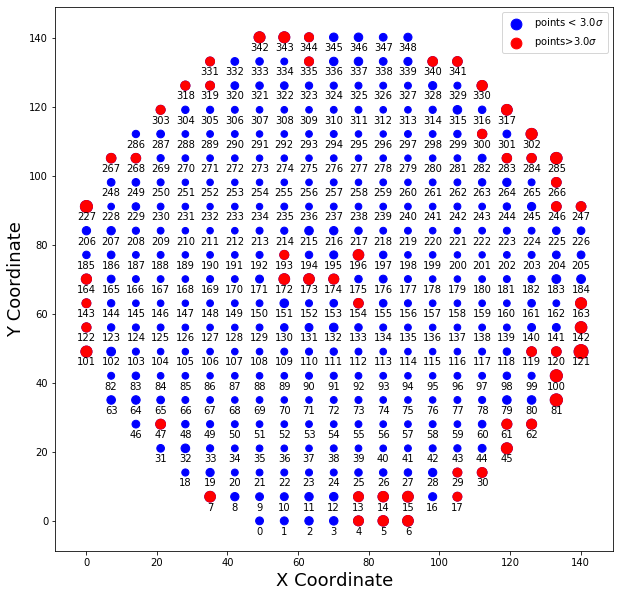 points < 3.0σ
points>3.0σ
140
342 343 344 345 346 347 348
331 332 333 334 335 336 337 338 339 340 341
318 319 320 321 322 323 324 325 326 327 328 329 330
120
303 304 305 306 307 308 309 310 311 312 313 314 315 316 317
286 287 288 289 290 291 292 293 294 295 296 297 298 299 300 301 302
267 268 269 270 271 272 273 274 275 276 277 278 279 280 281 282 283 284 285
100
248 249 250 251 252 253 254 255 256 257 258 259 260 261 262 263 264 265 266
227 228 229 230 231 232 233 234 235 236 237 238 239 240 241 242 243 244 245 246 247
80
206 207 208 209 210 211 212 213 214 215 216 217 218 219 220 221 222 223 224 225 226
185 186 187 188 189 190 191 192 193 194 195 196 197 198 199 200 201 202 203 204 205
164 165 166 167 168 169 170 171 172 173 174 175 176 177 178 179 180 181 182 183 184
60
143 144 145 146 147 148 149 150 151 152 153 154 155 156 157 158 159 160 161 162 163
122 123 124 125 126 127 128 129 130 131 132 133 134 135 136 137 138 139 140 141 142
101 102 103 104 105 106 107 108 109 110 111 112 113 114 115 116 117 118 119 120 121
40
82 83 84 85 86 87 88 89 90 91 92 93 94 95 96 97 98 99 100
63 64 65 66 67 68 69 70 71 72 73 74 75 76 77 78 79 80 81
46 47 48 49 50 51 52 53 54 55 56 57 58 59 60 61 62
20
31 32 33 34 35 36 37 38 39 40 41 42 43 44 45
18 19 20 21 22 23 24 25 26 27 28 29 30
7 8 9 10 11 12 13 14 15 16 17
0
0 1 2 3 4 5 6
0 20 40 60 80 100 120 140
X Coordinate
Y Coordinate